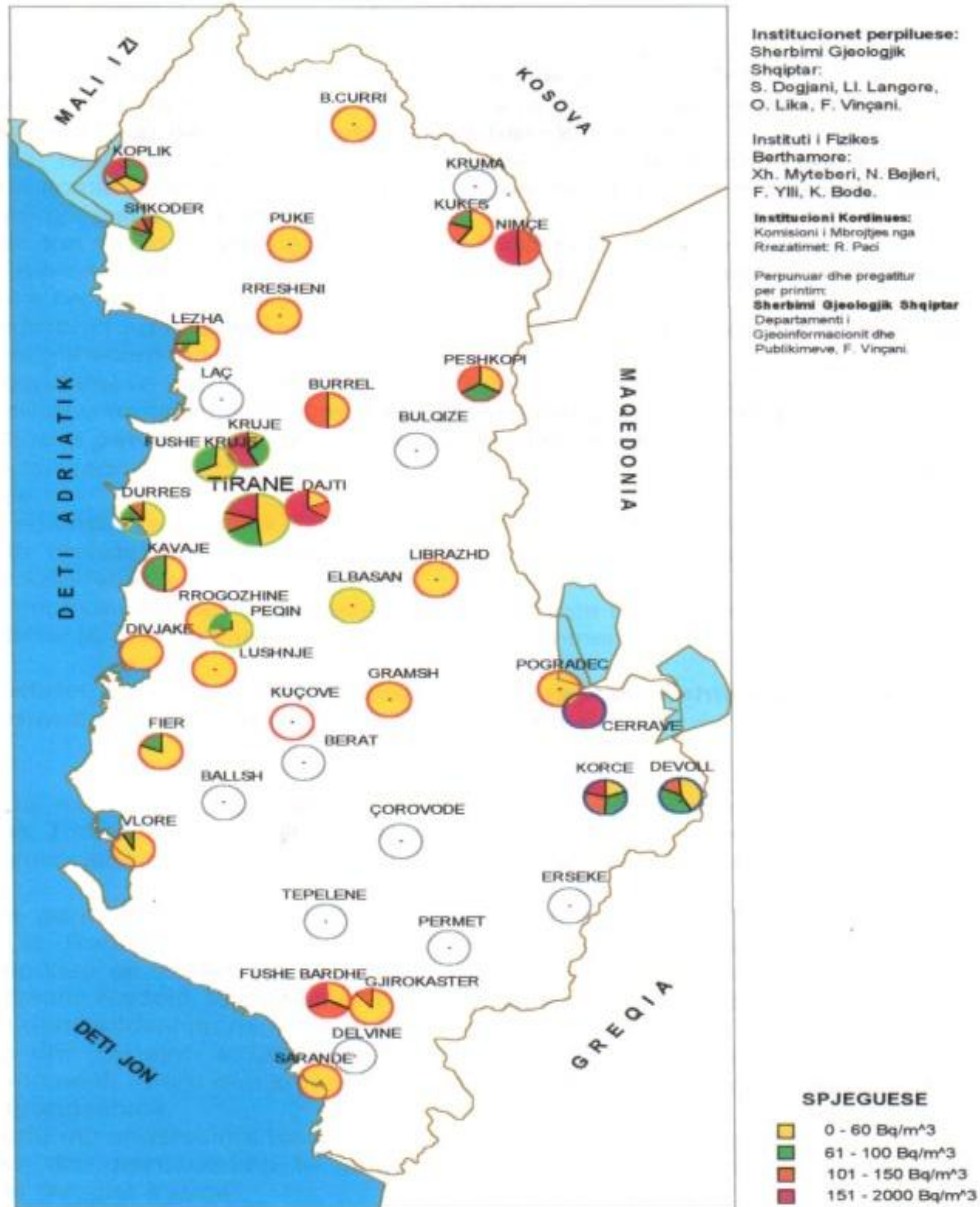 MALI I ZI
KOSOVA
B.CURRI
KOPLIK
KRUMA
SHKODER
PUKE
KUKES
NIMÇE
RRESHENI
LEZHA
PESHKOPI
LAÇ
BURREL
BULQIZE
KRUJE
FUSHE KRUJE
MAQEDONIA
DETI ADRIATIK
TIRANE
DAJTI
DURRES
KAVAJE
LIBRAZHD
ELBASAN
RROGOZHINE
PEQIN
DIVJAKE
LUSHNJE
POGRADEC
GRAMSH
KUÇOVE
CERRAVE
FIER
BERAT
KORCE
DEVOLL
BALLSH
ÇOROVODE
VLORE
ERSEKE
TEPELENE
PERMET
FUSHE BARDHE
GJIROKASTER
GREQIA
DELVINE
DETI JON
SARANDE
Institucionet perpiluese:
Sherbimi Gjeologjik
Shqiptar:
S. Dogjani, Ll. Langore,
O. Lika, F. Vinçani.
Instituti i Fizikes
Berthamore:
Xh. Myteberi, N. Bejleri,
F. Ylli, K. Bode.
Institucioni Kordinues:
Komisioni i Mbrojtjes nga
Rrezatimet: R. Paci
Perpunuar dhe pregatitur
per printim:
Sherbimi Gjeologjik Shqiptar
Departamenti i
Gjeoinformacionit dhe
Publikimeve, F. Vinçani.
SPJEGUESE
0 - 60 Bq/m^3
61 - 100 Bq/m^3
101 - 150 Bq/m^3
151 - 2000 Bq/m^3